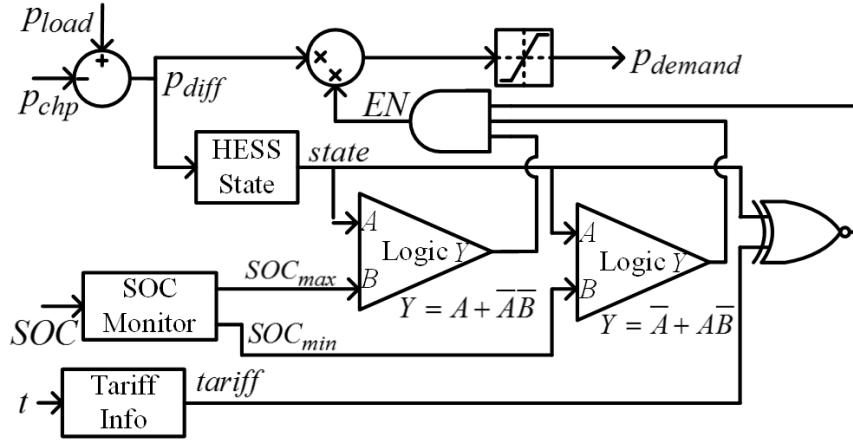 p_load
p_chp
p_diff
p_demand
EN
HESS
State
state
A
B
Logic Y
Y = A + A̅B̅
A
B
Logic Y
Y = A̅ + AB̅
SOC
SOC
Monitor
SOC_max
SOC_min
t
Tariff
Info
tariff